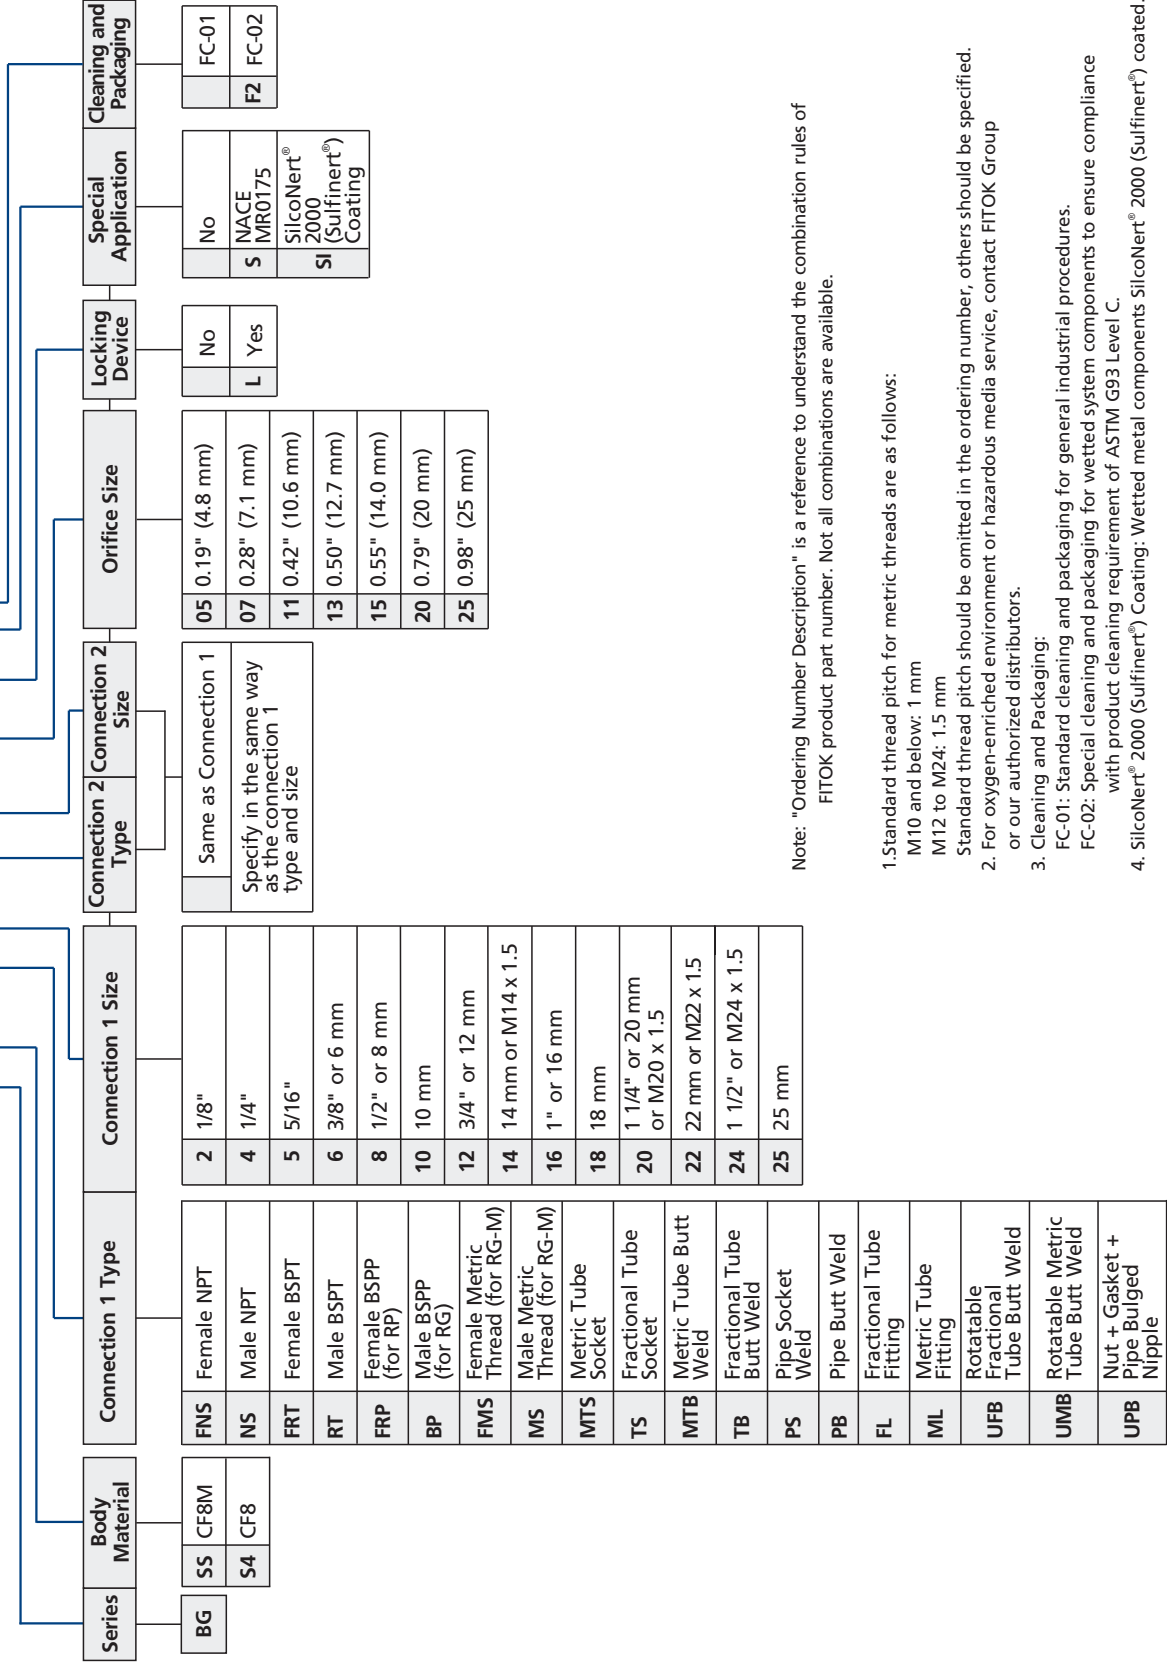 Series
BG
Body
Material
SS CF8M
S4 CF8
Connection 1 Type
FNS Female NPT
NS Male NPT
FRT Female BSPT
RT Male BSPT
FRP Female BSPP
(for RP)
BP Male BSPP
(for RG)
FMS Female Metric
Thread (for RG-M)
MS Male Metric
Thread (for RG-M)
MTS Metric Tube
Socket
TS Fractional Tube
Socket
MTB Metric Tube Butt
Weld
TB Fractional Tube
Butt Weld
PS Pipe Socket
Weld
PB Pipe Butt Weld
FL Fractional Tube
Fitting
ML Metric Tube
Fitting
UFB Rotatable
Fractional
Tube Butt Weld
UMB Rotatable Metric
Tube Butt Weld
UPB Nut + Gasket +
Pipe Bulged
Nipple
Connection 1 Size
2 1/8"
4 1/4"
5 5/16"
6 3/8" or 6 mm
8 1/2" or 8 mm
10 10 mm
12 3/4" or 12 mm
14 14 mm or M14 x 1.5
16 1" or 16 mm
18 18 mm
20 1 1/4" or 20 mm
or M20 x 1.5
22 22 mm or M22 x 1.5
24 1 1/2" or M24 x 1.5
25 25 mm
Connection 2
Type
Connection 2
Size
Same as Connection 1
Specify in the same way
as the connection 1
type and size
Orifice Size
05 0.19" (4.8 mm)
07 0.28" (7.1 mm)
11 0.42" (10.6 mm)
13 0.50" (12.7 mm)
15 0.55" (14.0 mm)
20 0.79" (20 mm)
25 0.98" (25 mm)
Locking
Device
No
L Yes
Special
Application
No
S NACE
MR0175
SI SilcoNert®
2000
(Sulfinert®)
Coating
Cleaning and
Packaging
FC-01
F2 FC-02
Note: "Ordering Number Description" is a reference to understand the combination rules of
FITOK product part number. Not all combinations are available.
1.Standard thread pitch for metric threads are as follows:
M10 and below: 1 mm
M12 to M24: 1.5 mm
Standard thread pitch should be omitted in the ordering number, others should be specified.
2. For oxygen-enriched environment or hazardous media service, contact FITOK Group
or our authorized distributors.
3. Cleaning and Packaging:
FC-01: Standard cleaning and packaging for general industrial procedures.
FC-02: Special cleaning and packaging for wetted system components to ensure compliance
with product cleaning requirement of ASTM G93 Level C.
4. SilcoNert® 2000 (Sulfinert®) Coating: Wetted metal components SilcoNert® 2000 (Sulfinert®) coated.